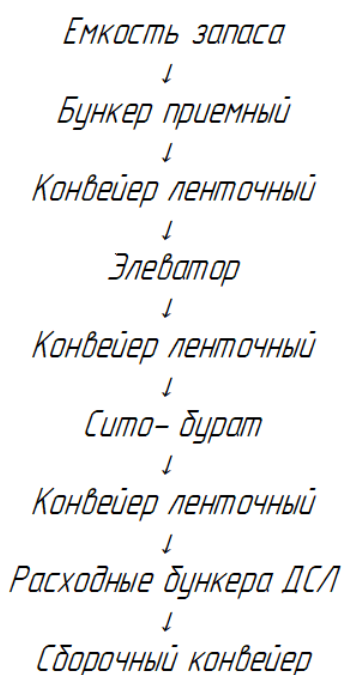 Емкость запаса
↓
Бункер приемный
↓
Конвейер ленточный
↓
Элеватор
↓
Конвейер ленточный
↓
Сито- бурат
↓
Конвейер ленточный
↓
Расходные бункера ДСЛ
↓
Сборочный конвейер